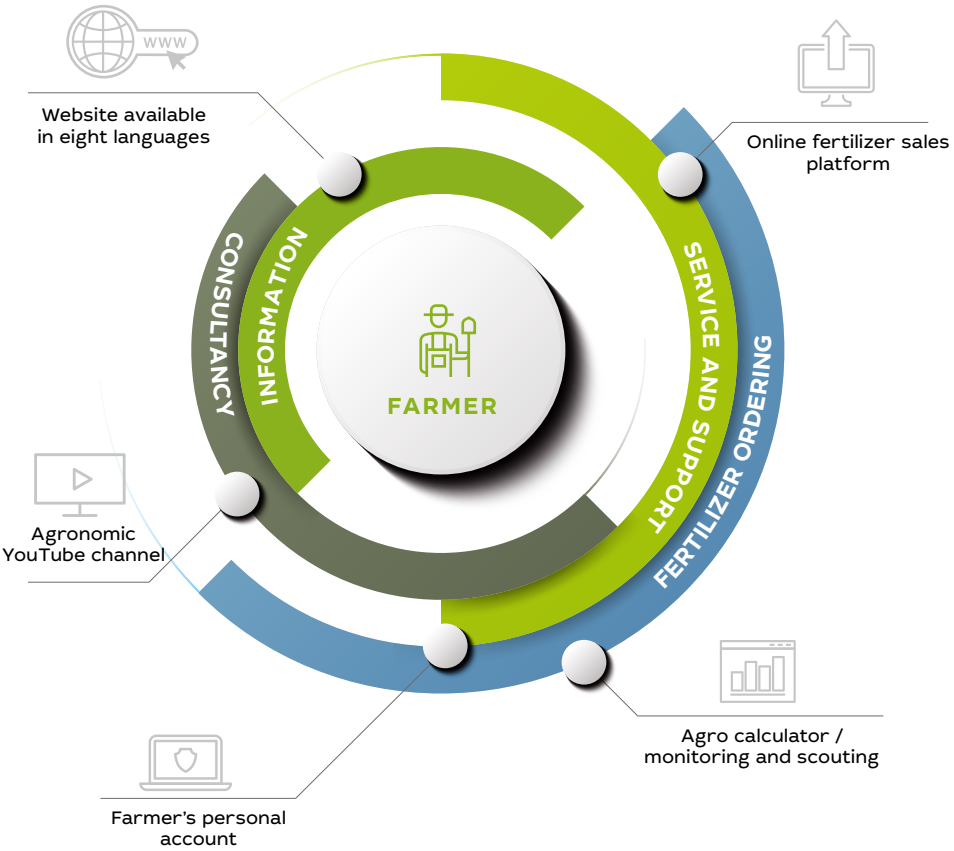 WWW
Website available
in eight languages
Online fertilizer sales
platform
CONSULTANCY
INFORMATION
SERVICE AND SUPPORT
FERTILIZER ORDERING
FARMER
Agronomic
YouTube channel
Agro calculator /
monitoring and scouting
Farmer’s personal
account